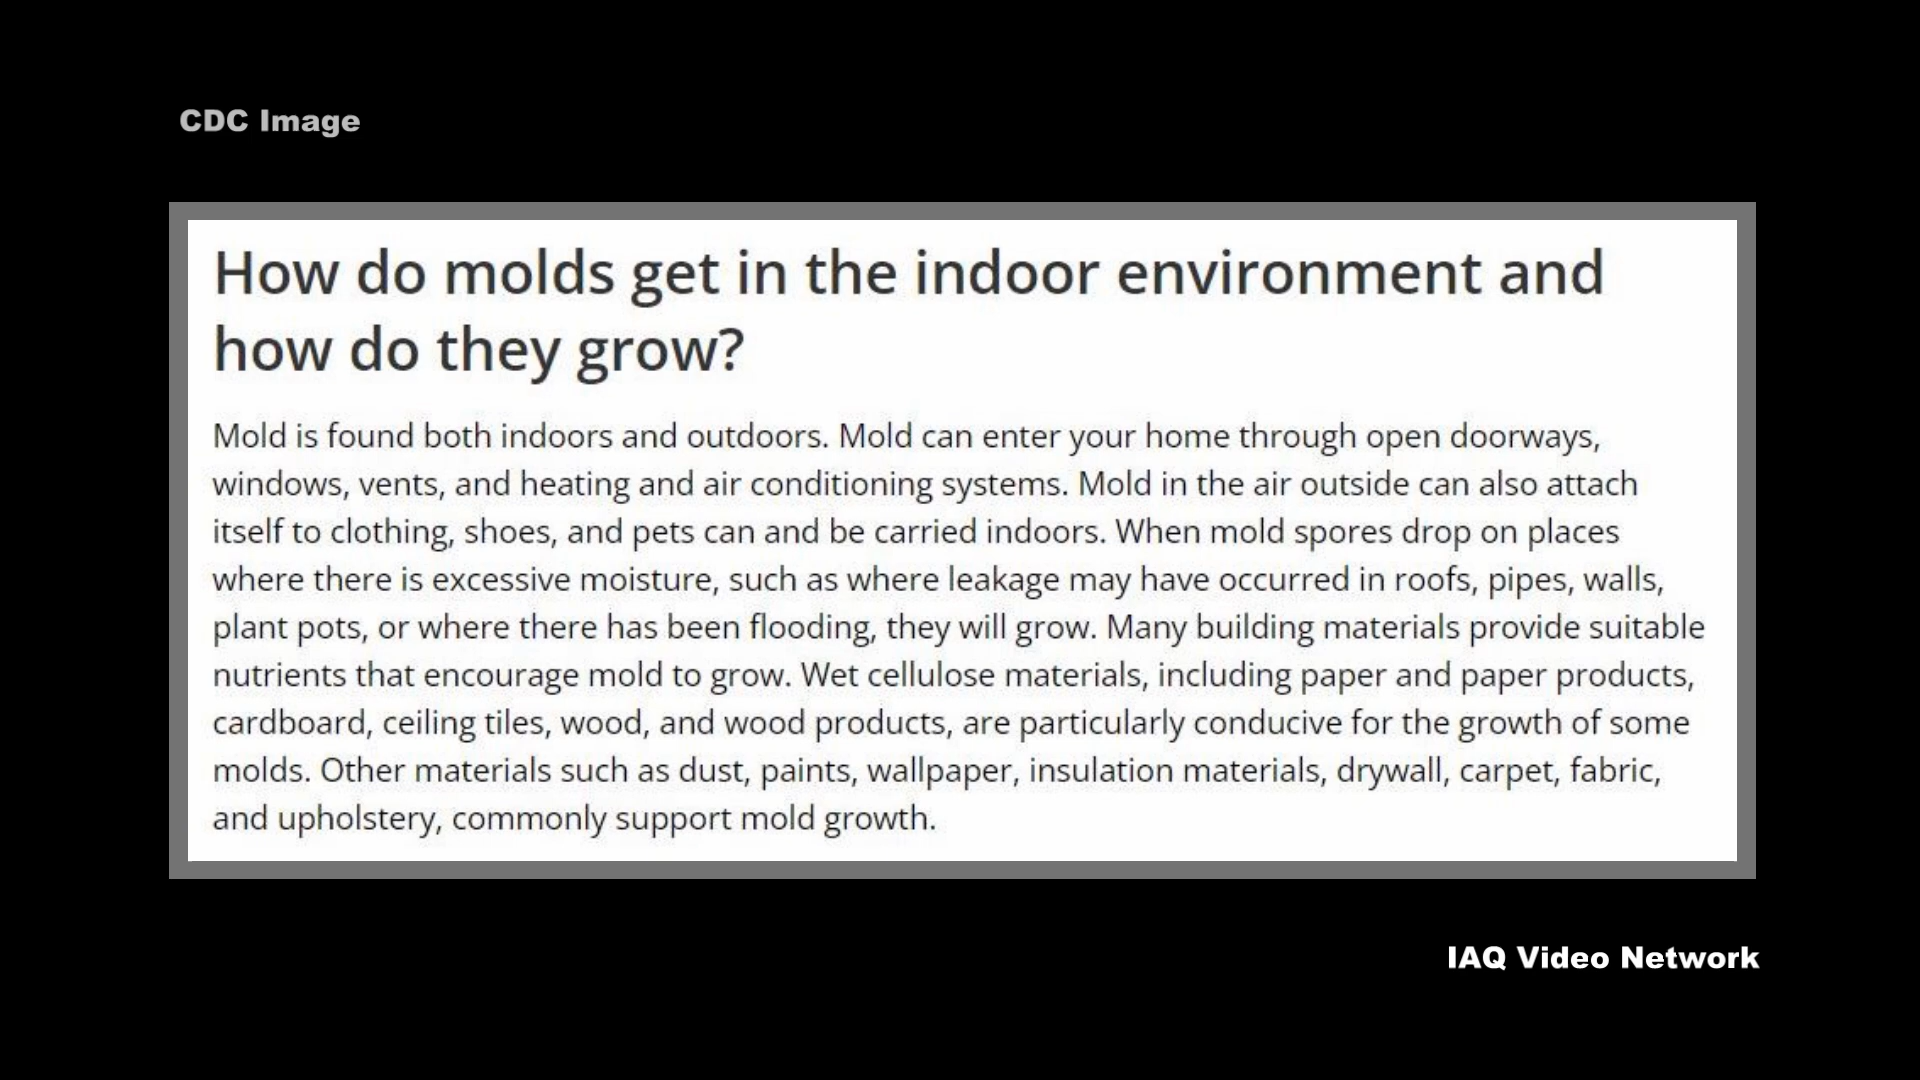 CDC Image
How do molds get in the indoor environment and
how do they grow?
Mold is found both indoors and outdoors. Mold can enter your home through open doorways,
windows, vents, and heating and air conditioning systems. Mold in the air outside can also attach
itself to clothing, shoes, and pets can and be carried indoors. When mold spores drop on places
where there is excessive moisture, such as where leakage may have occurred in roofs, pipes, walls,
plant pots, or where there has been flooding, they will grow. Many building materials provide suitable
nutrients that encourage mold to grow. Wet cellulose materials, including paper and paper products,
cardboard, ceiling tiles, wood, and wood products, are particularly conducive for the growth of some
molds. Other materials such as dust, paints, wallpaper, insulation materials, drywall, carpet, fabric,
and upholstery, commonly support mold growth.
IAQ Video Network